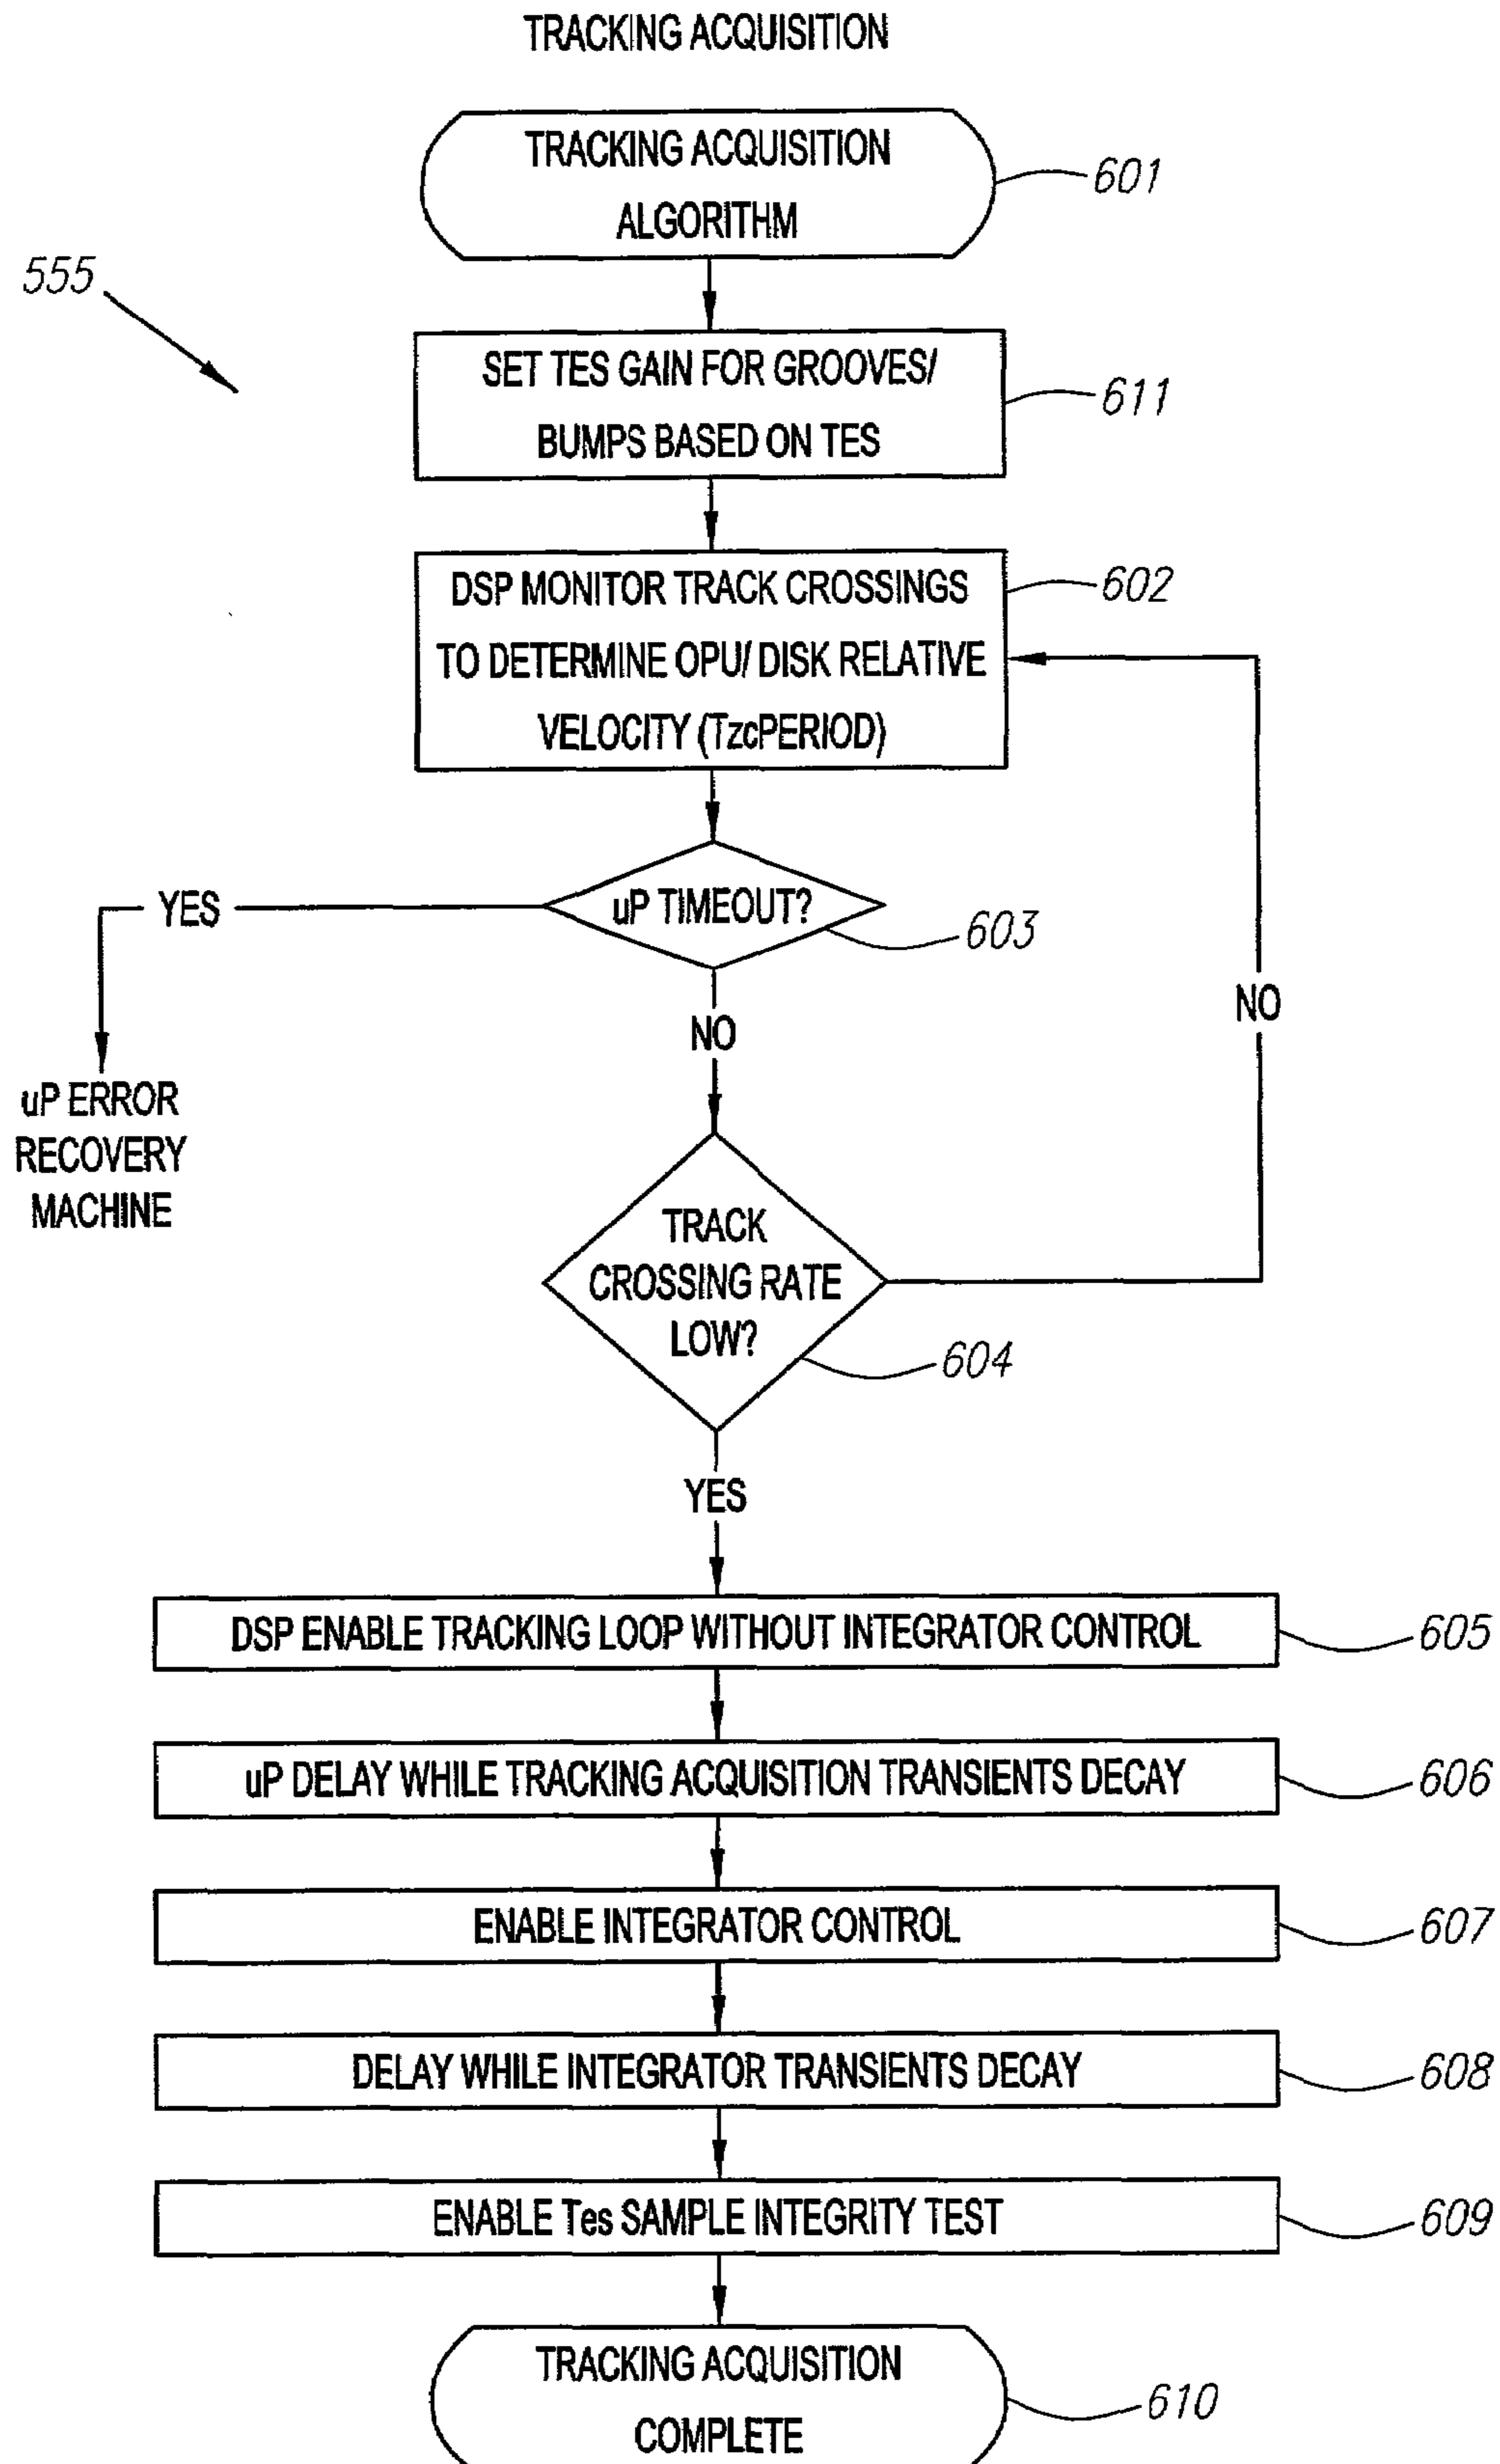 TRACKING ACQUISITION
TRACKING ACQUISITION
ALGORITHM
601
555
SET TES GAIN FOR GROOVES/
BUMPS BASED ON TES
611
DSP MONITOR TRACK CROSSINGS
TO DETERMINE OPU/ DISK RELATIVE
VELOCITY (TzcPERIOD)
602
YES
uP TIMEOUT?
603
NO
NO
uP ERROR
RECOVERY
MACHINE
TRACK
CROSSING RATE
LOW?
604
YES
DSP ENABLE TRACKING LOOP WITHOUT INTEGRATOR CONTROL
605
uP DELAY WHILE TRACKING ACQUISITION TRANSIENTS DECAY
606
ENABLE INTEGRATOR CONTROL
607
DELAY WHILE INTEGRATOR TRANSIENTS DECAY
608
ENABLE Tes SAMPLE INTEGRITY TEST
609
TRACKING ACQUISITION
COMPLETE
610